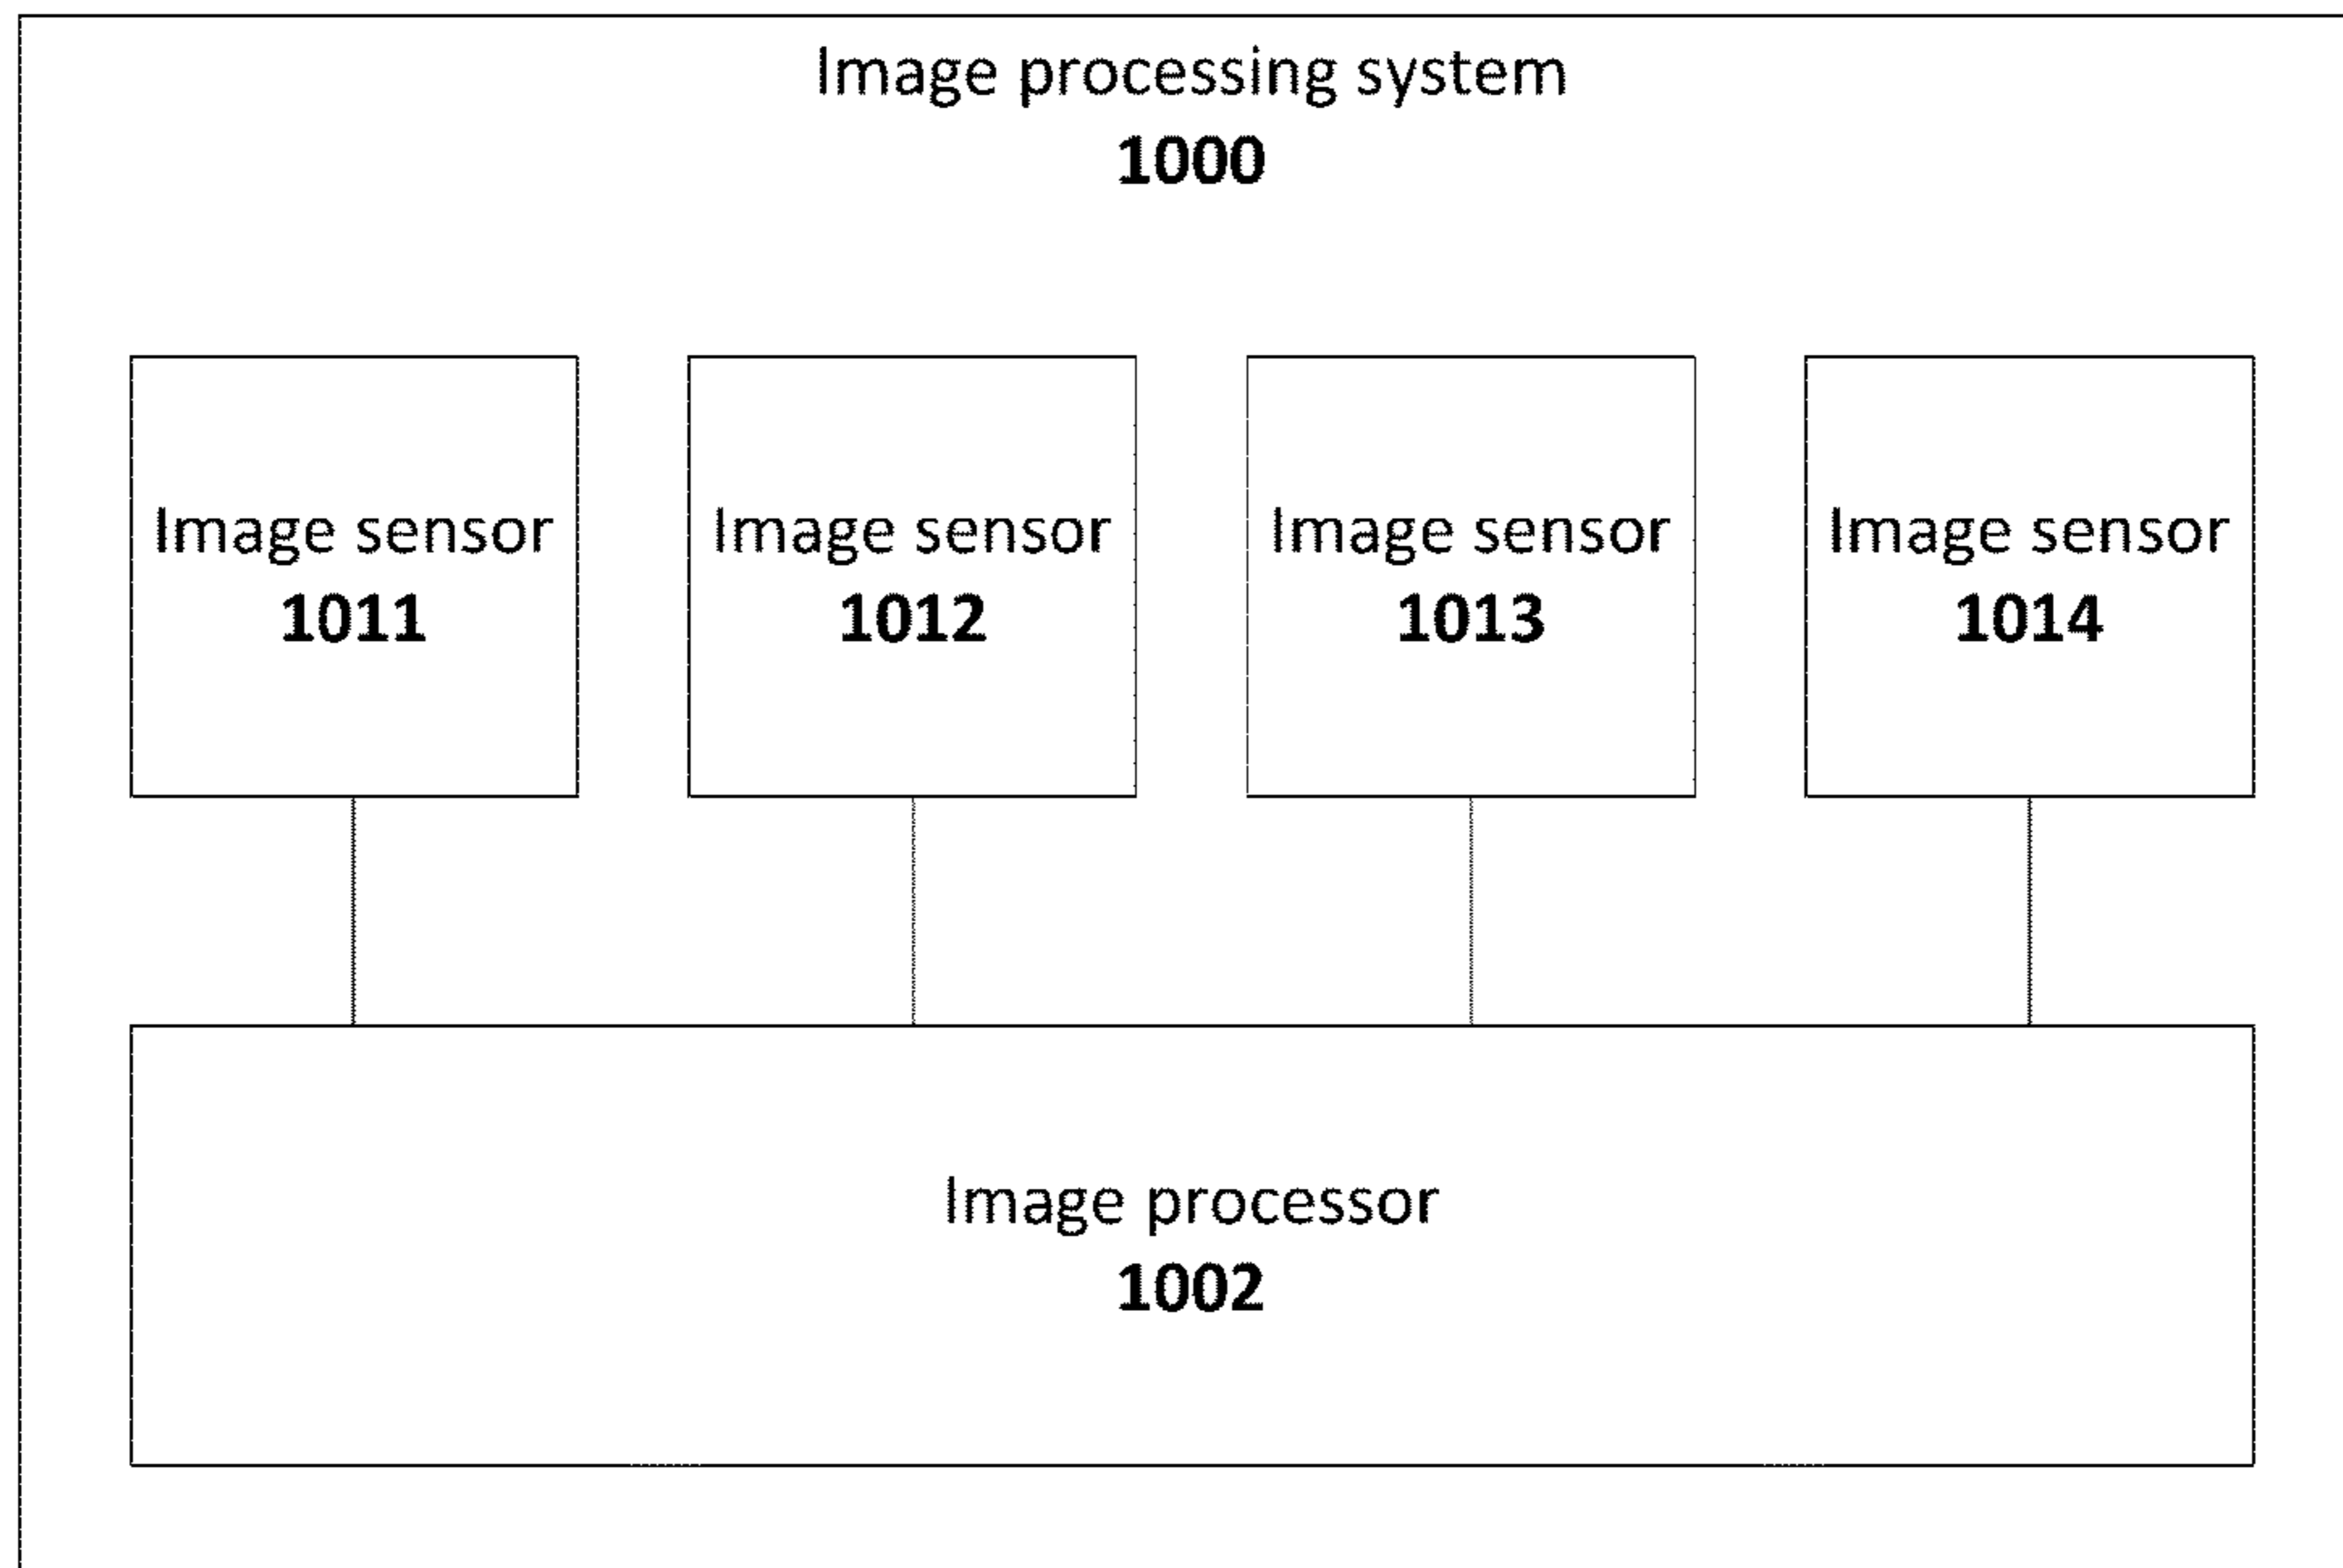 Image processing system
1000
Image sensor
1011
Image sensor
1012
Image sensor
1013
Image sensor
1014
Image processor
1002